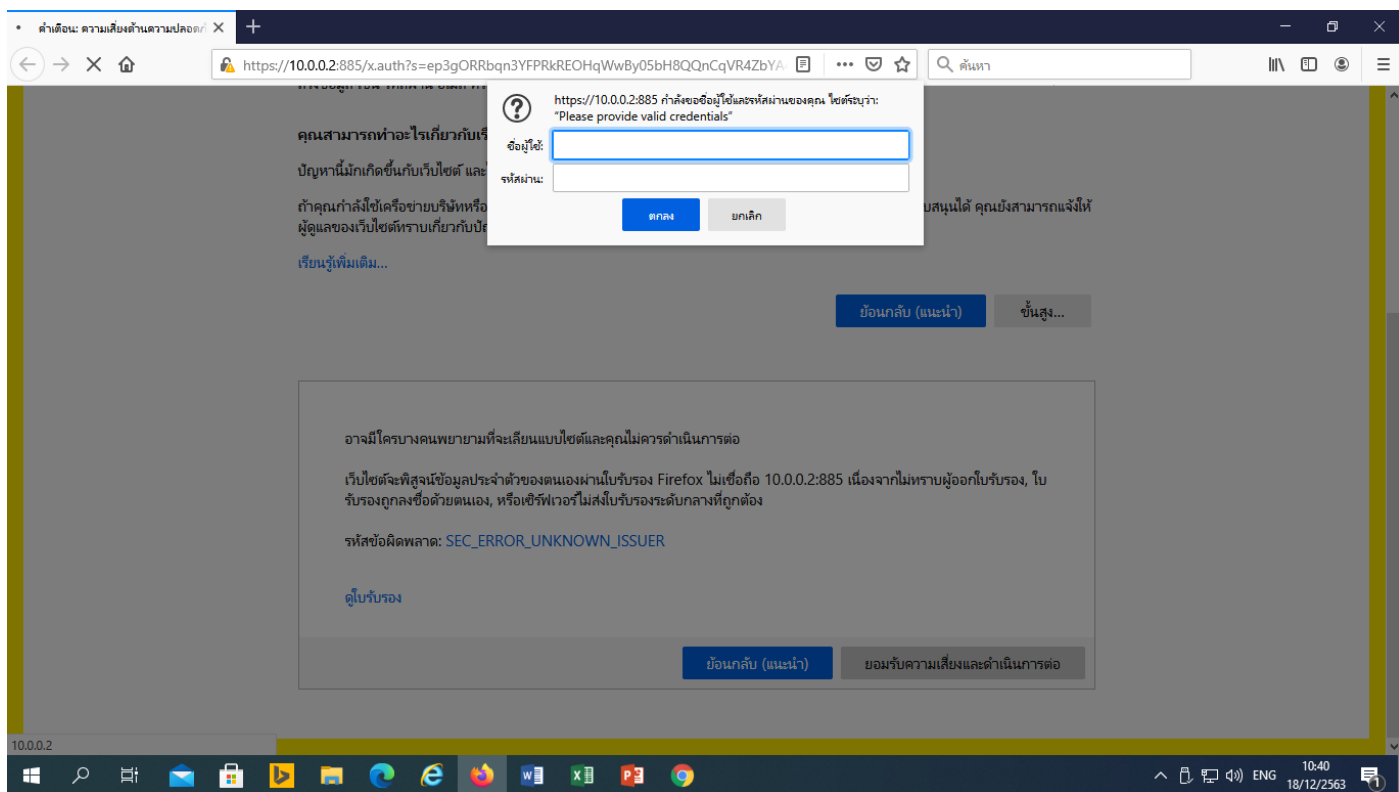 คำเตือน: ความเสี่ยงด้านความปลอดภั
https://10.0.0.2:885/x.auth?s=ep3gORRbqn3YFPRkREOHqWwBy05bH8QQnCqVR4ZbYA
ค้นหา
https://10.0.0.2:885 กำลังขอชื่อผู้ใช้และรหัสผ่านของคุณ ไซต์ระบุว่า:
“Please provide valid credentials”
ชื่อผู้ใช้:
รหัสผ่าน:
ตกลง
ยกเลิก
คุณสามารถทำอะไรเกี่ยวกับเรื
ปัญหานี้มักเกิดขึ้นกับเว็บไซต์ และ
ถ้าคุณกำลังใช้เครือข่ายบริษัทหรือ
บสนุนได้ คุณยังสามารถแจ้งให้
ผู้ดูแลของเว็บไซต์ทราบเกี่ยวกับปัญ
เรียนรู้เพิ่มเติม...
ย้อนกลับ (แนะนำ)
ขั้นสูง...
อาจมีใครบางคนพยายามที่จะเลียนแบบไซต์และคุณไม่ควรดำเนินการต่อ
เว็บไซต์จะพิสูจน์ข้อมูลประจำตัวของตนเองผ่านใบรับรอง Firefox ไม่เชื่อถือ 10.0.0.2:885 เนื่องจากไม่ทราบผู้ออกใบรับรอง, ใบ
รับรองถูกลงชื่อด้วยตนเอง, หรือเซิร์ฟเวอร์ไม่ส่งใบรับรองระดับกลางที่ถูกต้อง
รหัสข้อผิดพลาด: SEC_ERROR_UNKNOWN_ISSUER
ดูใบรับรอง
ย้อนกลับ (แนะนำ)
ยอมรับความเสี่ยงและดำเนินการต่อ
10.0.0.2
ENG
10:40
18/12/2563
1